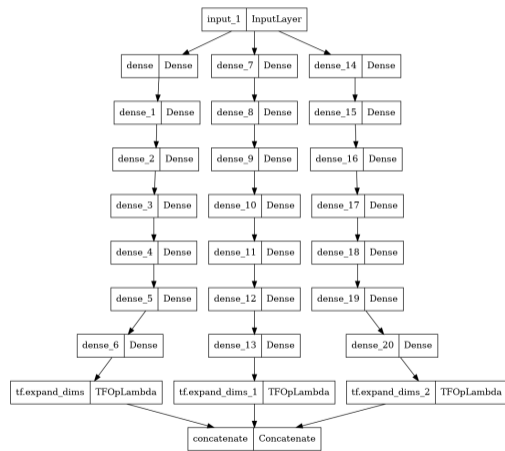 input_1 InputLayer
dense Dense dense_7 Dense dense_14 Dense
dense_1 Dense dense_8 Dense dense_15 Dense
dense_2 Dense dense_9 Dense dense_16 Dense
dense_3 Dense dense_10 Dense dense_17 Dense
dense_4 Dense dense_11 Dense dense_18 Dense
dense_5 Dense dense_12 Dense dense_19 Dense
dense_6 Dense dense_13 Dense dense_20 Dense
tf.expand_dims TFOpLambda tf.expand_dims_1 TFOpLambda tf.expand_dims_2 TFOpLambda
concatenate Concatenate